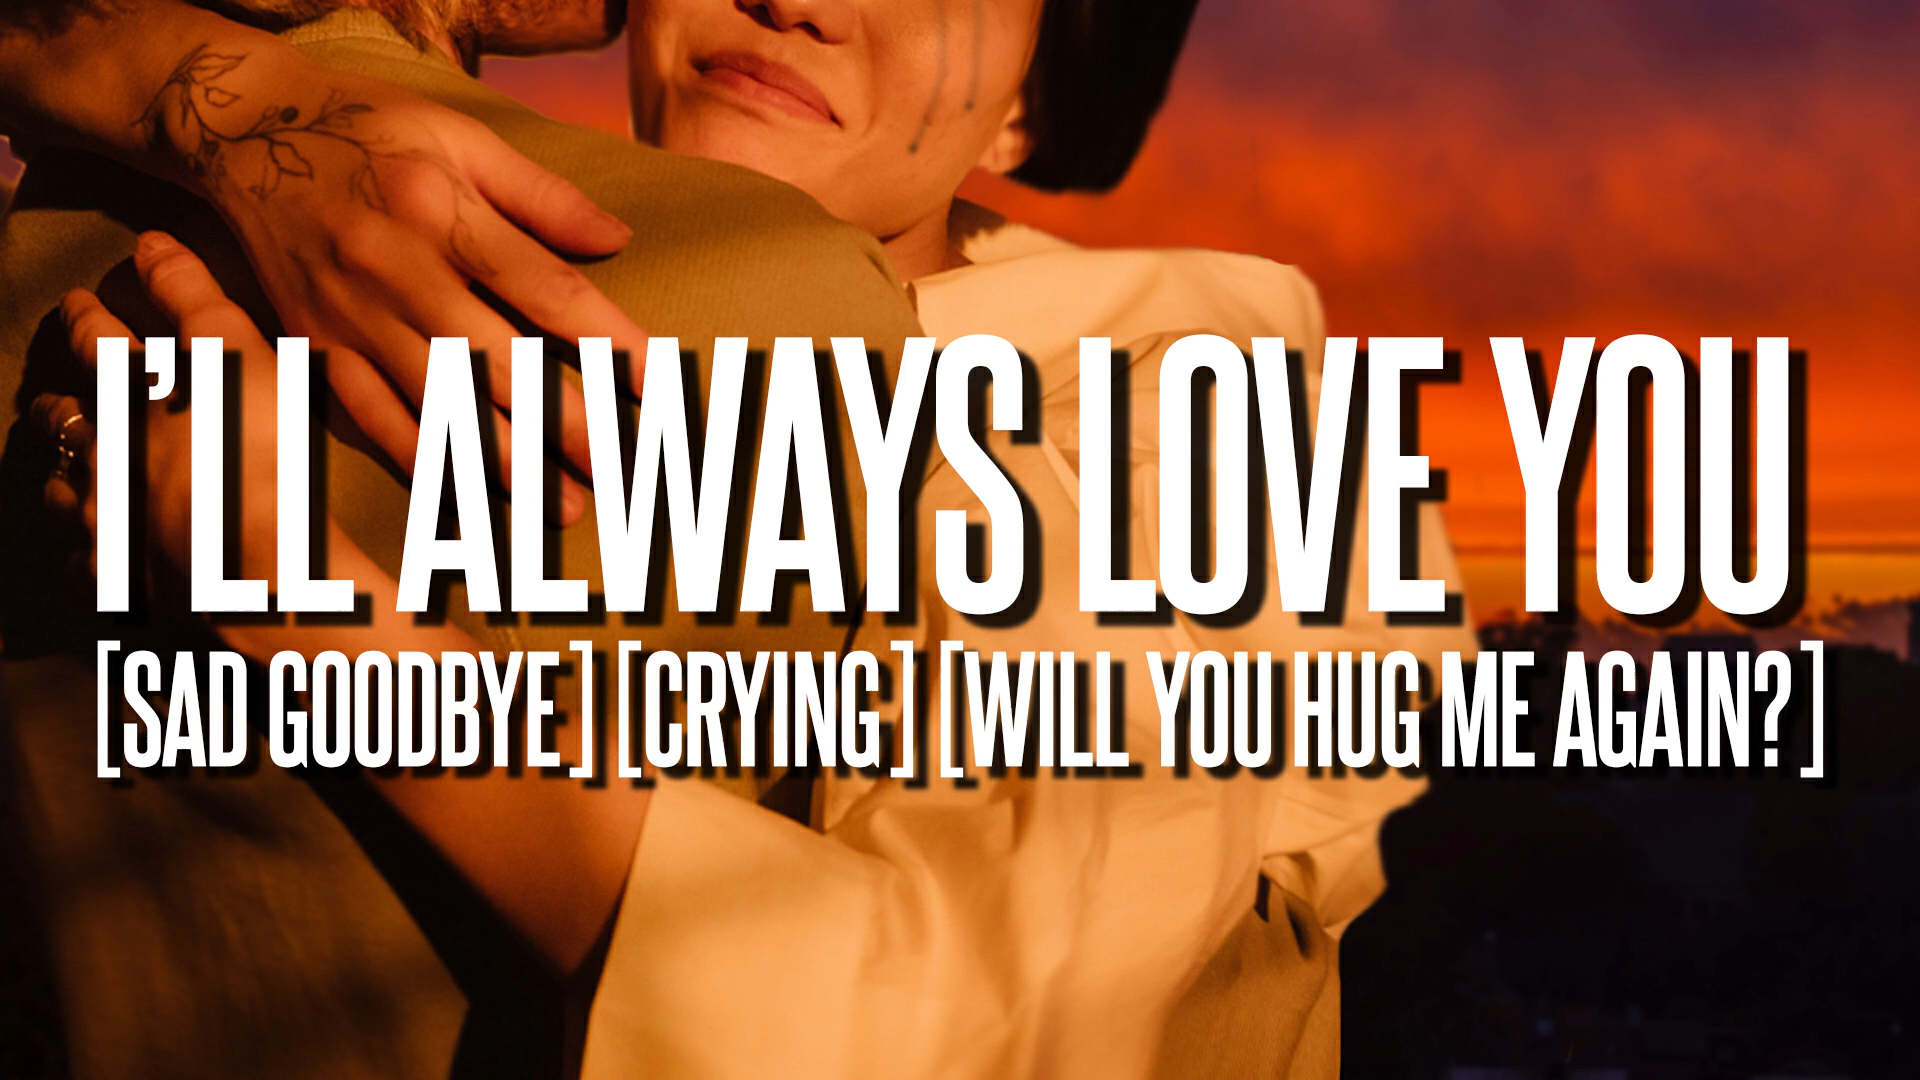 I’LL ALWAYS LOVE YOU
[SAD GOODBYE] [CRYING] [WILL YOU HUG ME AGAIN?]